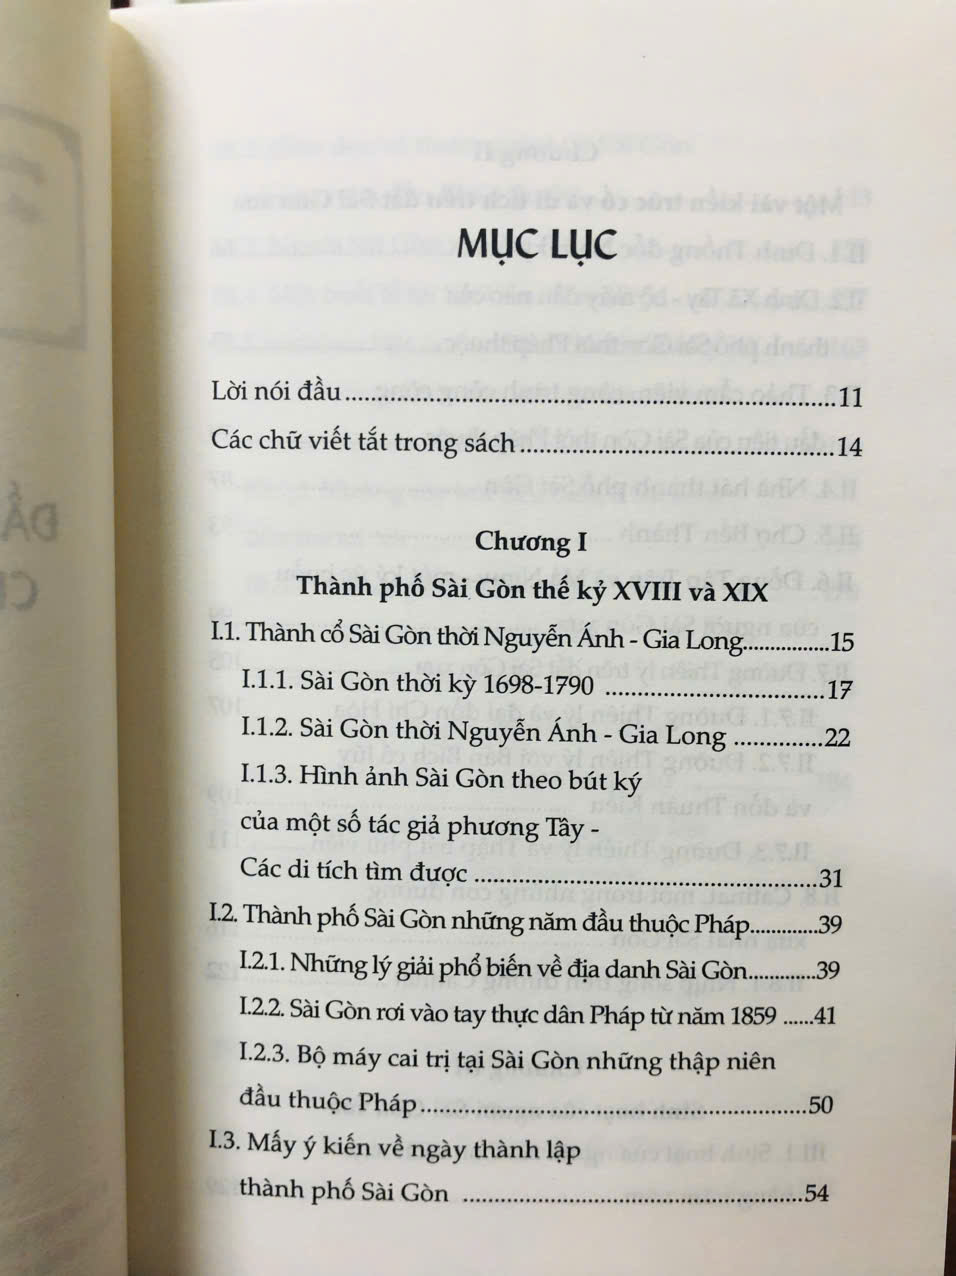 MỤC LỤC
Lời nói đầu..........................................................................11
Các chữ viết tắt trong sách...............................................14
Chương I
Thành phố Sài Gòn thế kỷ XVIII và XIX
I.1. Thành cổ Sài Gòn thời Nguyễn Ánh - Gia Long................15
I.1.1. Sài Gòn thời kỳ 1698-1790 .................................17
I.1.2. Sài Gòn thời Nguyễn Ánh - Gia Long .............22
I.1.3. Hình ảnh Sài Gòn theo bút ký
của một số tác giả phương Tây -
Các di tích tìm được ....................................................31
I.2. Thành phố Sài Gòn những năm đầu thuộc Pháp.............39
I.2.1. Những lý giải phổ biến về địa danh Sài Gòn............39
I.2.2. Sài Gòn rơi vào tay thực dân Pháp từ năm 1859 ......41
I.2.3. Bộ máy cai trị tại Sài Gòn những thập niên
đầu thuộc Pháp..........................................................50
I.3. Mấy ý kiến về ngày thành lập
thành phố Sài Gòn ...................................................54